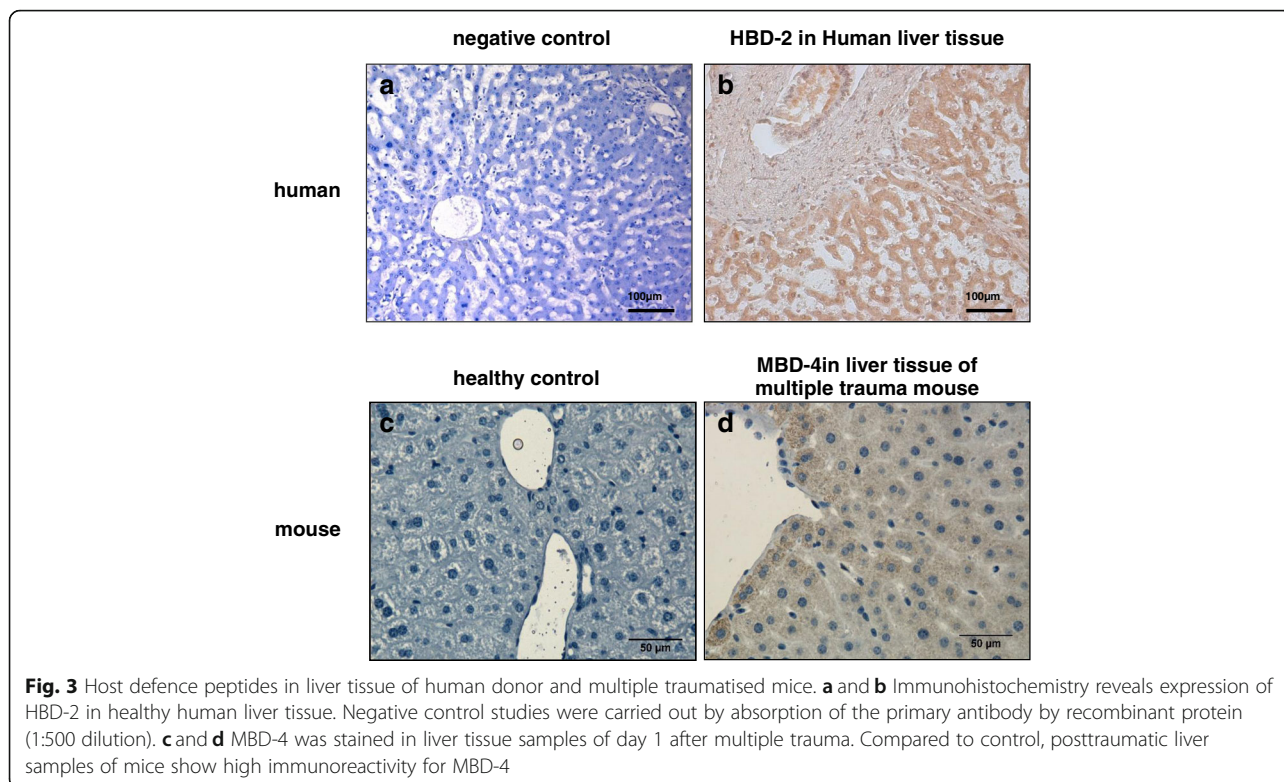 negative control
HBD-2 in Human liver tissue
a
b
human
100µm
100µm
healthy control
MBD-4in liver tissue of
multiple trauma mouse
c
d
mouse
50 µm
50 µm
Fig. 3 Host defence peptides in liver tissue of human donor and multiple traumatised mice. a and b Immunohistochemistry reveals expression of
HBD-2 in healthy human liver tissue. Negative control studies were carried out by absorption of the primary antibody by recombinant protein
(1:500 dilution). c and d MBD-4 was stained in liver tissue samples of day 1 after multiple trauma. Compared to control, posttraumatic liver
samples of mice show high immunoreactivity for MBD-4